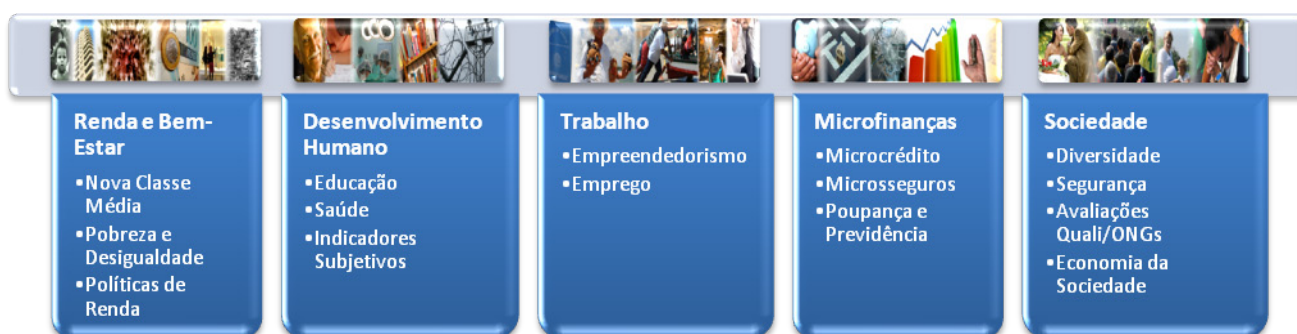 Renda e Bem-
Estar
•Nova Classe
Média
•Pobreza e
Desigualdade
•Políticas de
Renda
Desenvolvimento
Humano
•Educação
•Saúde
•Indicadores
Subjetivos
Trabalho
•Empreendedorismo
•Emprego
Microfinanças
•Microcrédito
•Microsseguros
•Poupança e
Previdência
Sociedade
•Diversidade
•Segurança
•Avaliações
Quali/ONGs
•Economia da
Sociedade